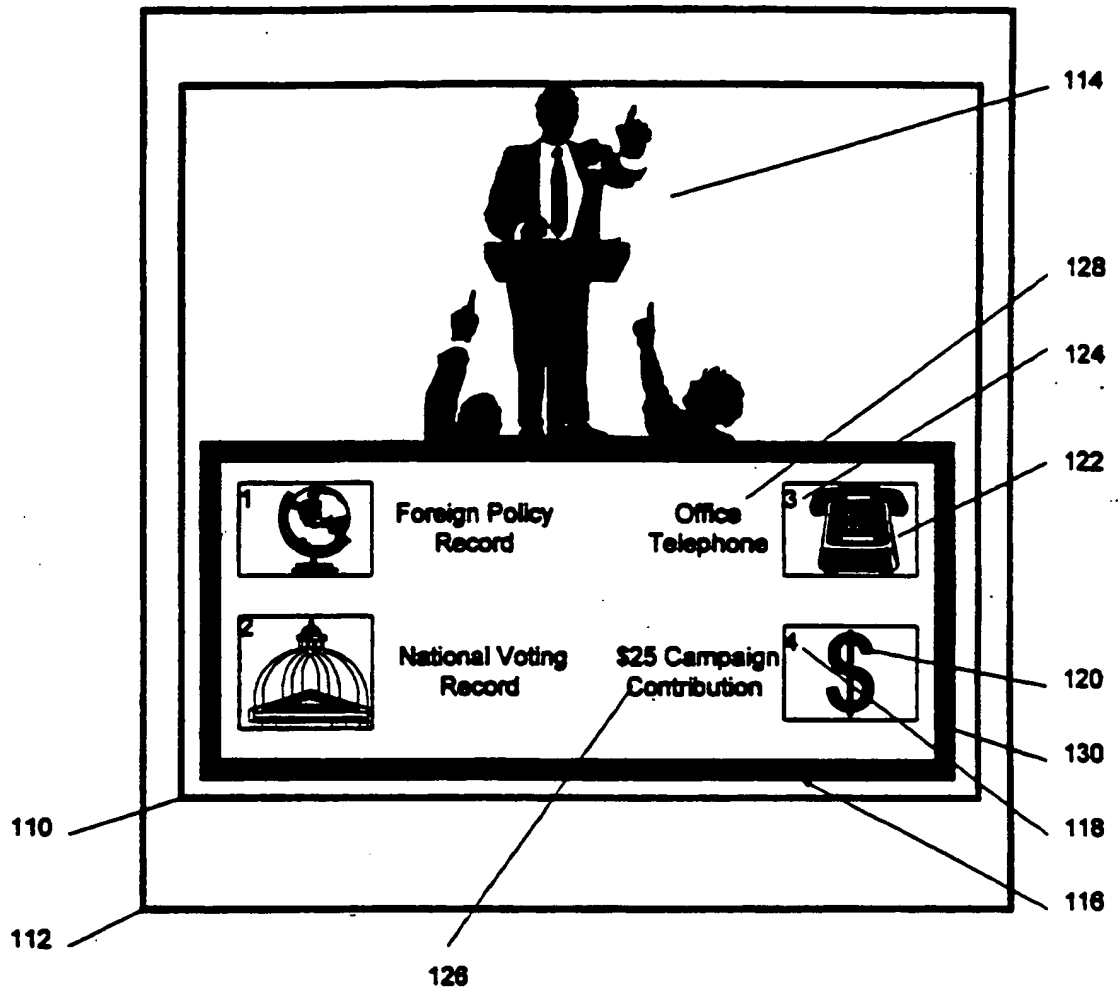 114
128
124
122
1
Foreign Policy
Record
Office
Telephone
3
2
National Voting
Record
$25 Campaign
Contribution
4
120
130
110
118
116
112
126